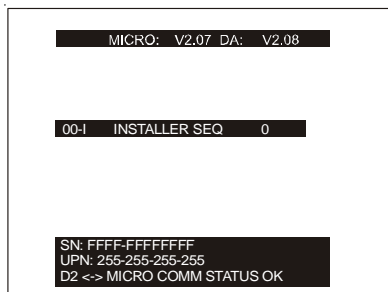 MICRO: V2.07 DA: V2.08
00-I INSTALLER SEQ 0
SN: FFFF-FFFFFFFF
UPN: 255-255-255-255
D2 <-> MICRO COMM STATUS OK